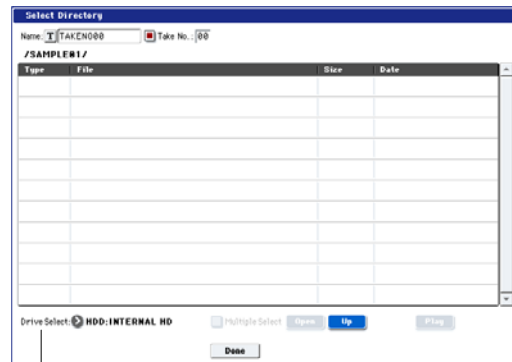 Select Directory
Name: T TAKENO00 Take No.: 00
/SAMPLE01/
Type File Size Date
Drive Select: HDD:INTERNAL HD Multiple Select Open Up Play
Done